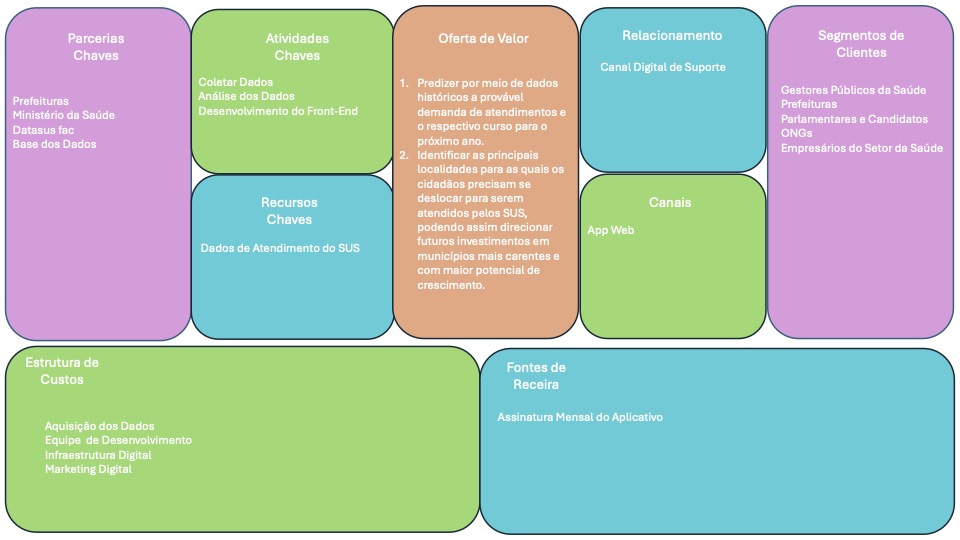 Parcerias
Chaves
Prefeituras
Ministério da Saúde
Datasus fac
Base dos Dados
Atividades
Chaves
Coletar Dados
Análise dos Dados
Desenvolvimento do Front-End
Recursos
Chaves
Dados de Atendimento do SUS
Oferta de Valor
1. Predizer por meio de dados
históricos a provável
demanda de atendimentos e
o respectivo curso para o
próximo ano.
2. Identificar as principais
localidades para as quais os
cidadãos precisam se
deslocar para serem
atendidos pelos SUS,
podendo assim direcionar
futuros investimentos em
municípios mais carentes e
com maior potencial de
crescimento.
Relacionamento
Canal Digital de Suporte
Canais
App Web
Segmentos de
Clientes
Gestores Públicos da Saúde
Prefeituras
Parlamentares e Candidatos
ONGs
Empresários do Setor da Saúde
Estrutura de
Custos
Aquisição dos Dados
Equipe de Desenvolvimento
Infraestrutura Digital
Marketing Digital
Fontes de
Receira
Assinatura Mensal do Aplicativo